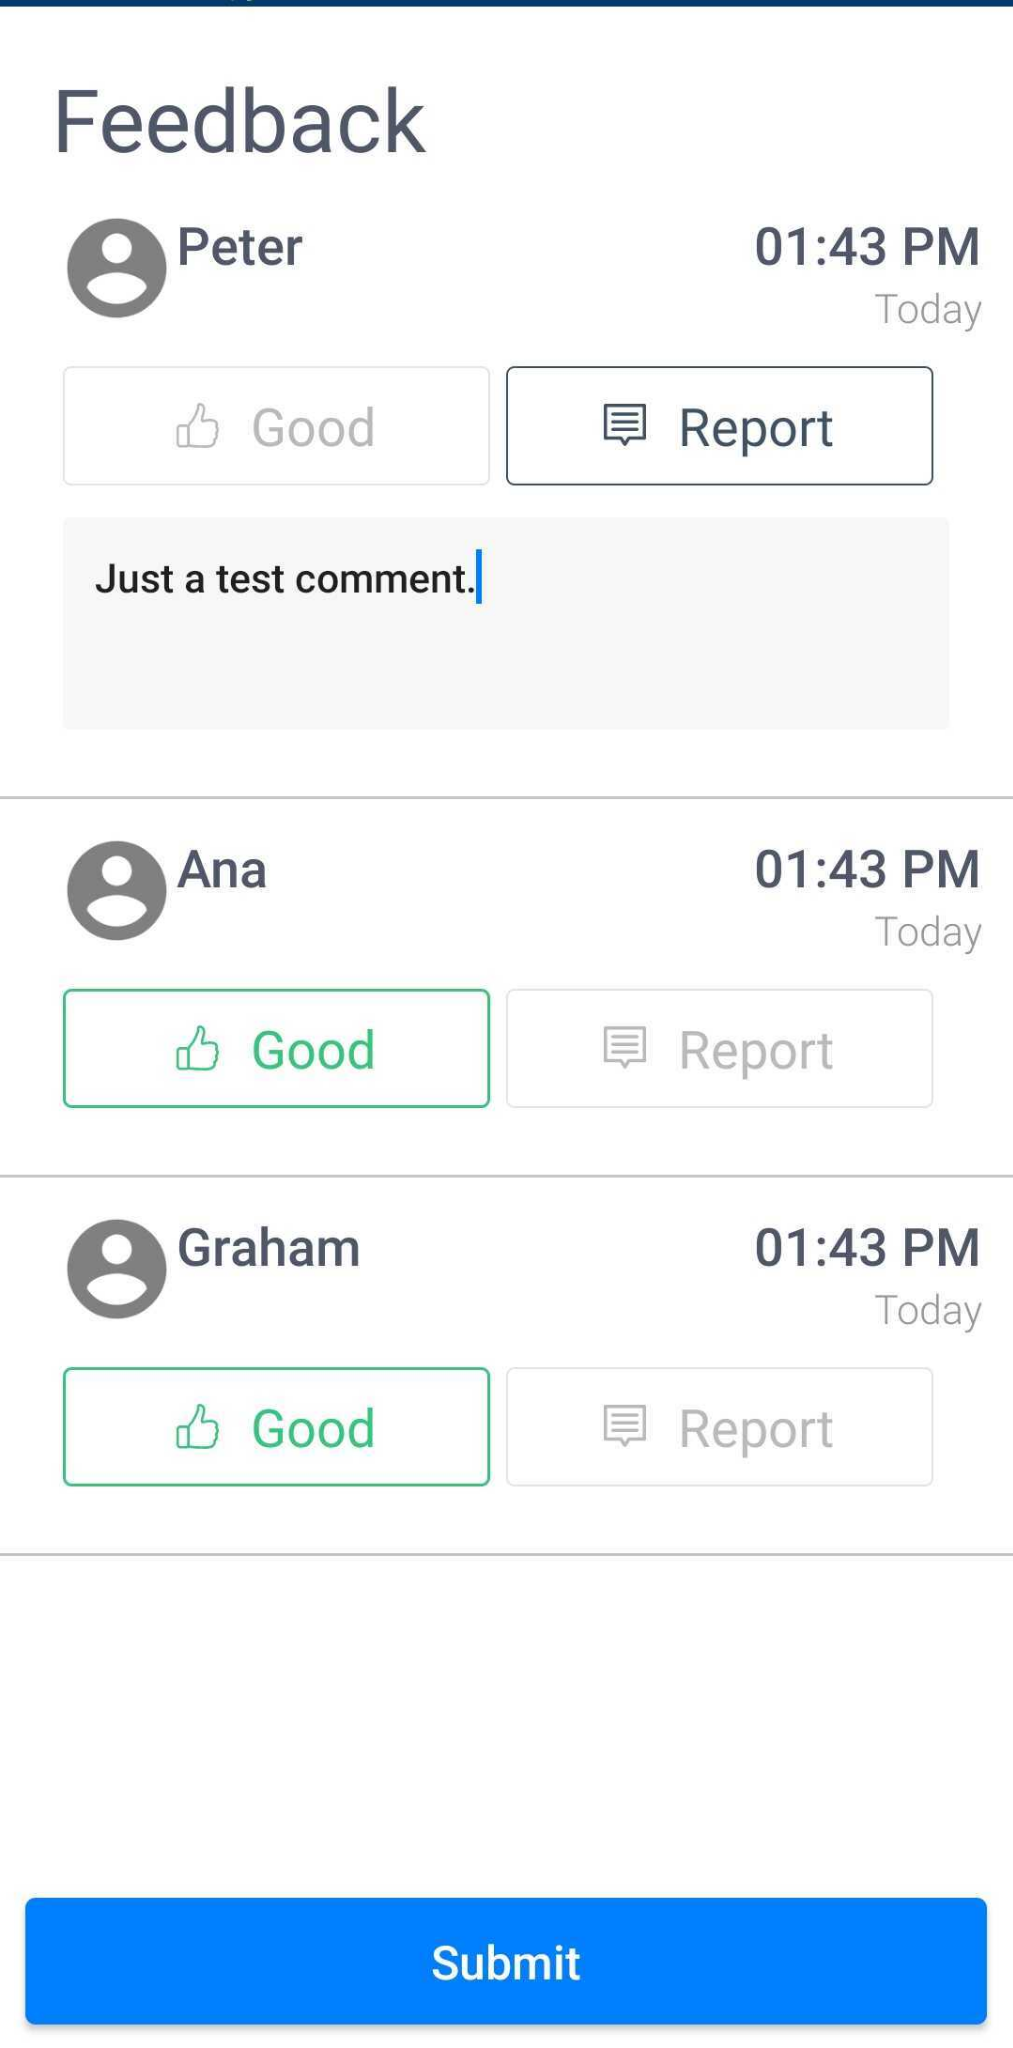 Feedback
Peter 01:43 PM
Today
Good Report
Just a test comment.
Ana 01:43 PM
Today
Good Report
Graham 01:43 PM
Today
Good Report
Submit